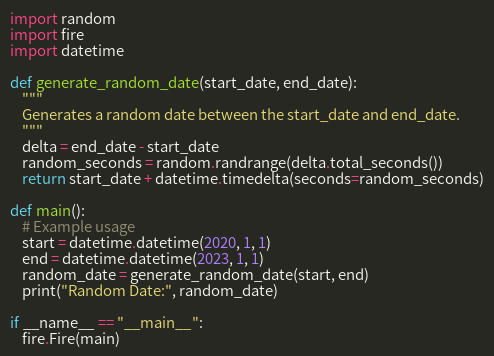 import random
import fire
import datetime

def generate_random_date(start_date, end_date):
    """
    Generates a random date between the start_date and end_date.
    """
    delta = end_date - start_date
    random_seconds = random.randrange(delta.total_seconds())
    return start_date + datetime.timedelta(seconds=random_seconds)

def main():
    # Example usage
    start = datetime.datetime(2020, 1, 1)
    end = datetime.datetime(2023, 1, 1)
    random_date = generate_random_date(start, end)
    print("Random Date:", random_date)

if __name__ == "__main__":
    fire.Fire(main)